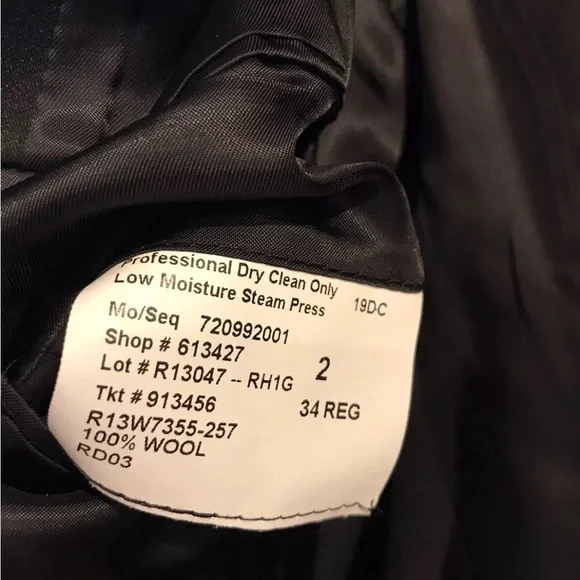 Professional Dry Clean Only
Low Moisture Steam Press 19DC
Mo/Seq 720992001
Shop # 613427
Lot # R13047 -- RH1G 2
Tkt # 913456 34 REG
R13W7355-257
100% WOOL
RD03